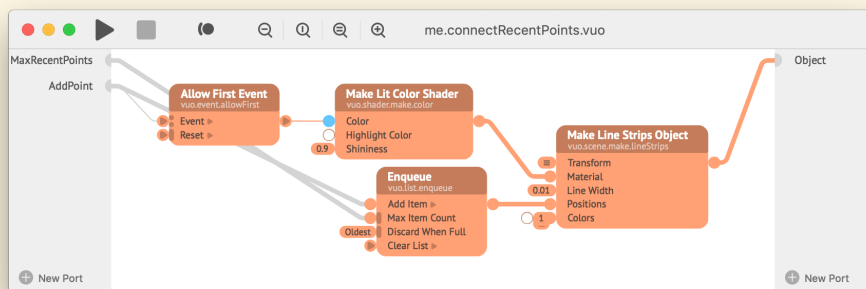 me.connectRecentPoints.vuo
MaxRecentPoints
AddPoint
Allow First Event
vuo.event.allowFirst
Event
Reset
Make Lit Color Shader
vuo.shader.make.color
Color
Highlight Color
0.9 Shininess
Enqueue
vuo.list.enqueue
Add Item
Max Item Count
Oldest Discard When Full
Clear List
Make Line Strips Object
vuo.scene.make.lineStrips
Transform
Material
0.01 Line Width
Positions
1 Colors
Object
New Port
New Port